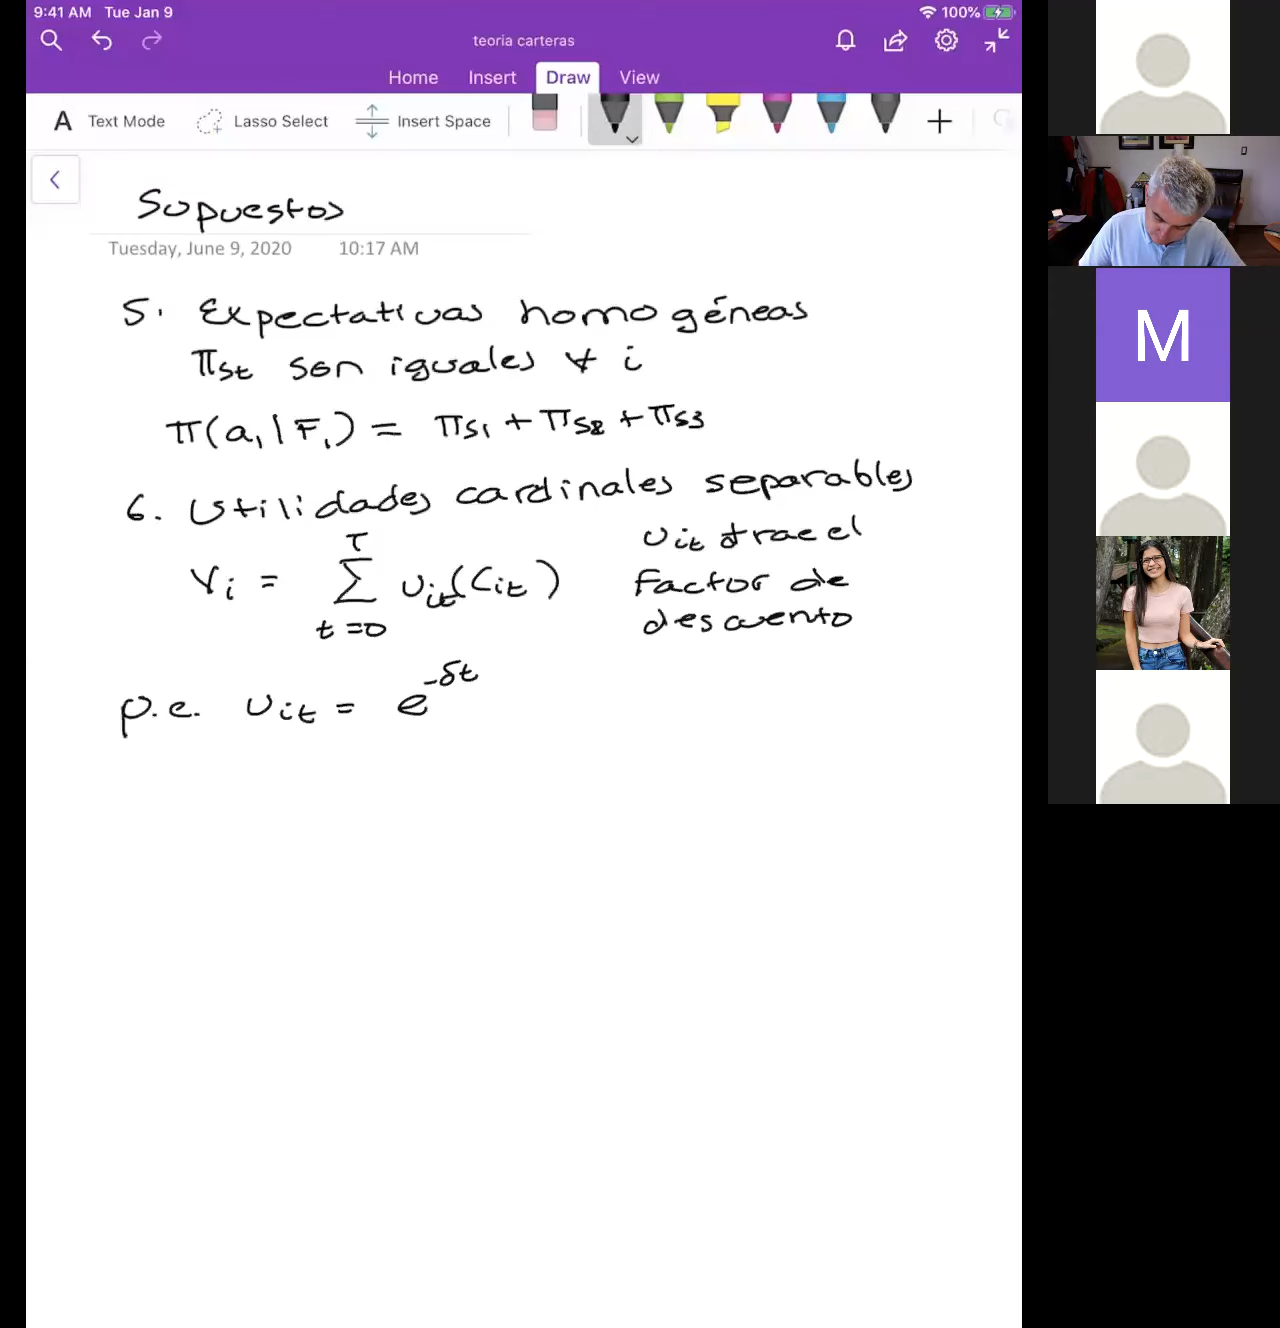 9:41 AM Tue Jan 9
100%
teoria carteras
Home Insert Draw View
A Text Mode Lasso Select Insert Space
Supuestos
Tuesday, June 9, 2020 10:17 AM
5. Expectativas homogéneas
πst son iguales ∀ i
π(a₁|F₁) = πs1 + πs2 + πs3
6. Utilidades cardinales separables
Vi = Σ uit(Cit) T t=0
uit trae el
factor de
descuento
p.e. uit = e^-δt
M